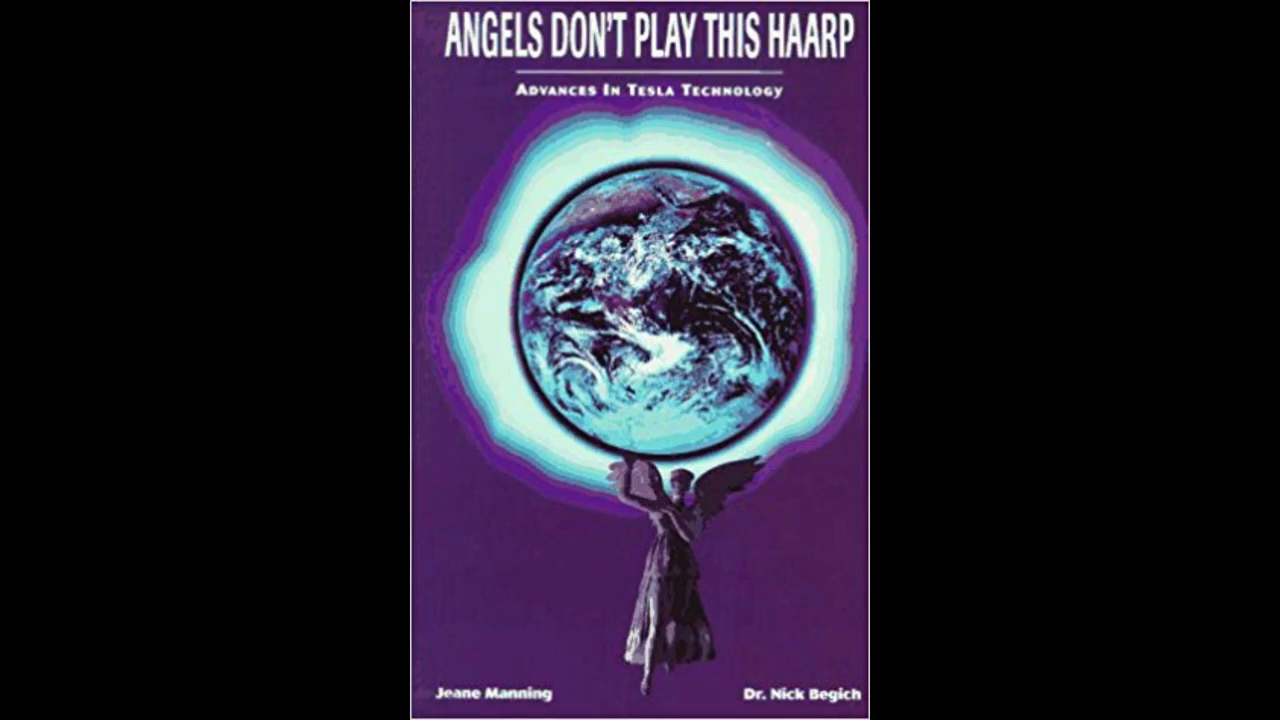 ANGELS DON'T PLAY THIS HAARP
ADVANCES IN TESLA TECHNOLOGY
Jeane Manning
Dr. Nick Begich